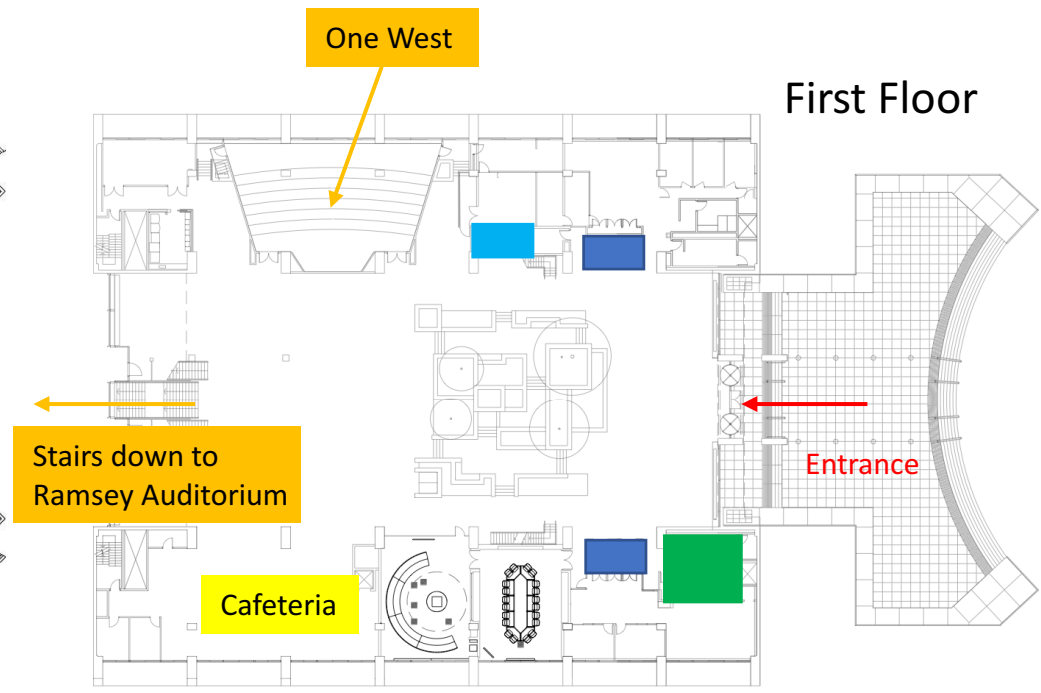 One West
First Floor
Entrance
Stairs down to
Ramsey Auditorium
Cafeteria